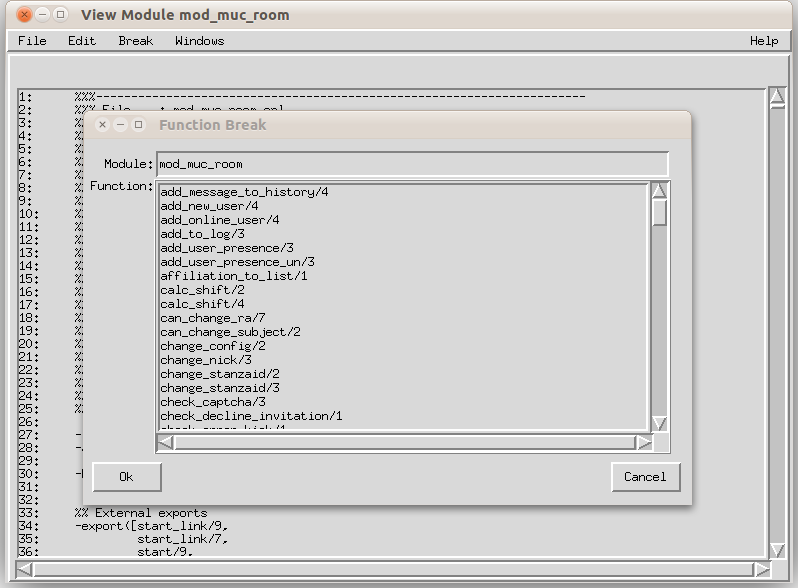 View Module mod_muc_room
File Edit Break Windows Help
1: %%%----------------------------------------------------------------------
2: %%% File : mod_muc_room.erl
3:
4:
5:
6:
7:
8:
9:
10:
11:
12:
13:
14:
15:
16:
17:
18:
19:
20:
21:
22:
23:
24:
25:
26:
27: -
28: -
29:
30: -
31:
32:
33: %% External exports
34: -export([start_link/9,
35: start_link/7,
36: start/9,
Function Break
Module: mod_muc_room
Function:
add_message_to_history/4
add_new_user/4
add_online_user/4
add_to_log/3
add_user_presence/3
add_user_presence_un/3
affiliation_to_list/1
calc_shift/2
calc_shift/4
can_change_ra/7
can_change_subject/2
change_config/2
change_nick/3
change_stanzaid/2
change_stanzaid/3
check_captcha/3
check_decline_invitation/1
check_error_kick/1
Ok Cancel